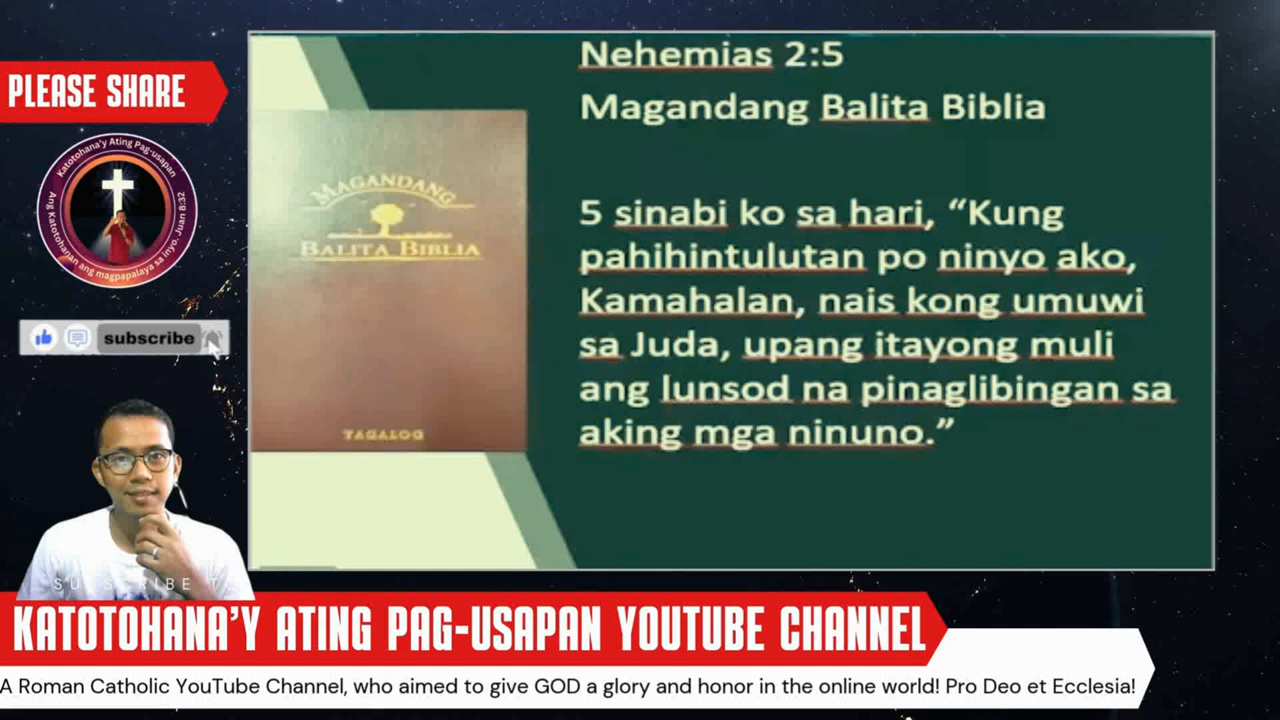 PLEASE SHARE
Katotohana'y Ating Pag-usapan
Ang Katotohanan ang magpapalaya sa inyo. Juan 8:32
subscribe
MAGANDANG
BALITA BIBLIA
TAGALOG
Nehemias 2:5
Magandang Balita Biblia
5 sinabi ko sa hari, “Kung
pahihintulutan po ninyo ako,
Kamahalan, nais kong umuwi
sa Juda, upang itayong muli
ang lunsod na pinaglibingan sa
aking mga ninuno.”
SUBSCRIBE
KATOTOHANA’Y ATING PAG-USAPAN YOUTUBE CHANNEL
A Roman Catholic YouTube Channel, who aimed to give GOD a glory and honor in the online world! Pro Deo et Ecclesia!